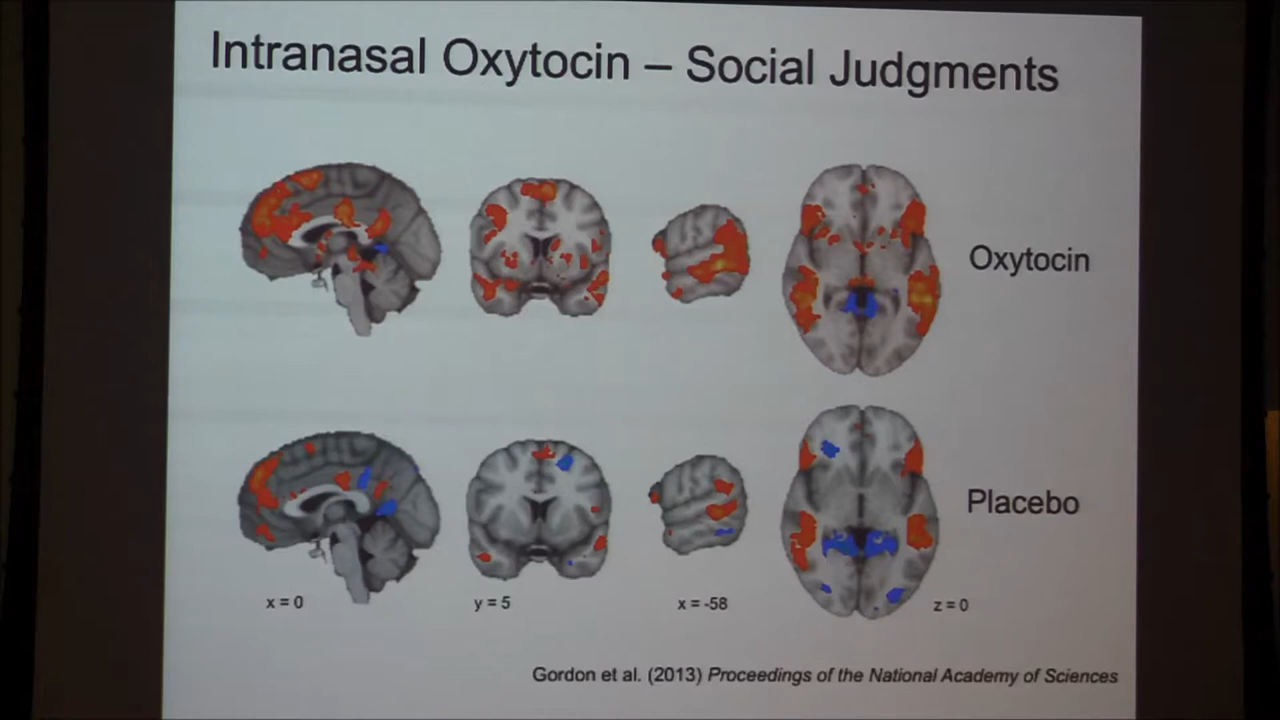 Intranasal Oxytocin – Social Judgments
Oxytocin
Placebo
x = 0
y = 5
x = -58
z = 0
Gordon et al. (2013) Proceedings of the National Academy of Sciences